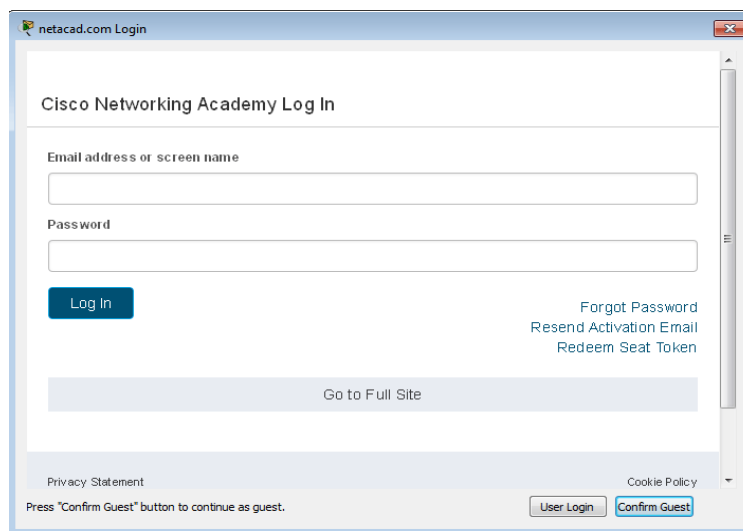 netacad.com Login
Cisco Networking Academy Log In
Email address or screen name
Password
Log In
Forgot Password
Resend Activation Email
Redeem Seat Token
Go to Full Site
Privacy Statement Cookie Policy
Press "Confirm Guest" button to continue as guest. User Login Confirm Guest